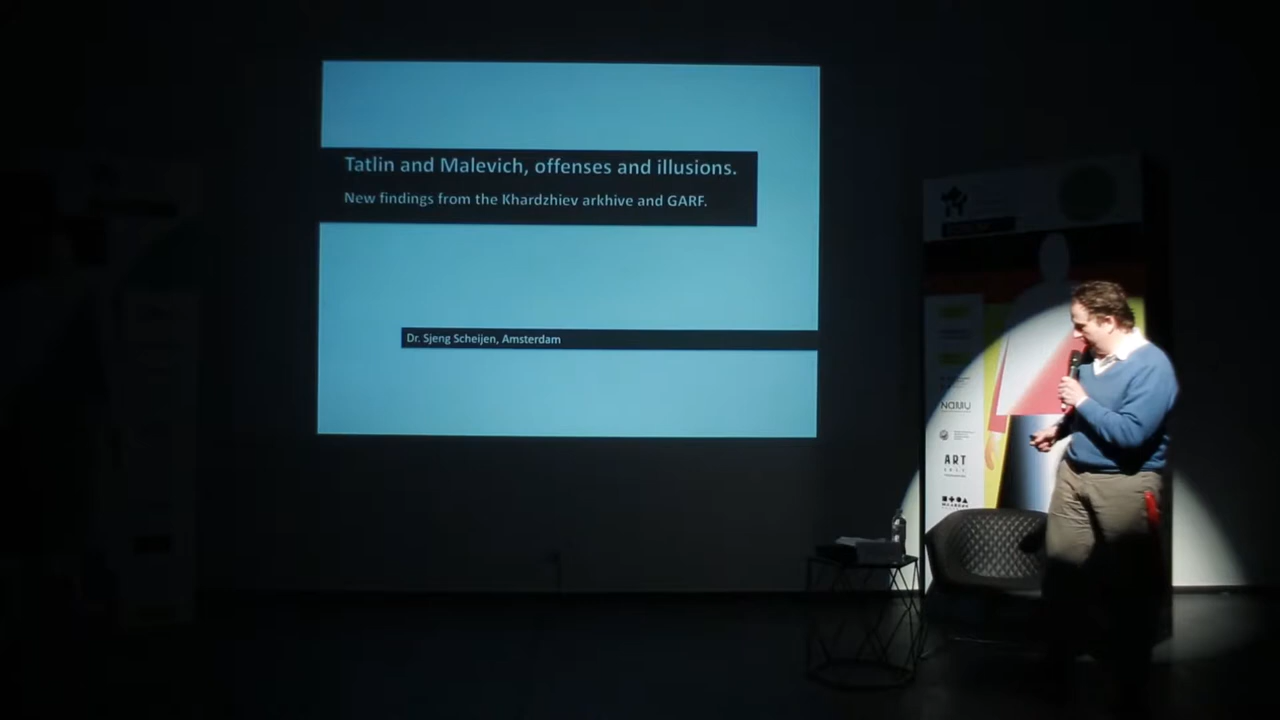 Tatlin and Malevich, offenses and illusions.
New findings from the Khardzhiev arkhive and GARF.
Dr. Sjeng Scheijen, Amsterdam
ART